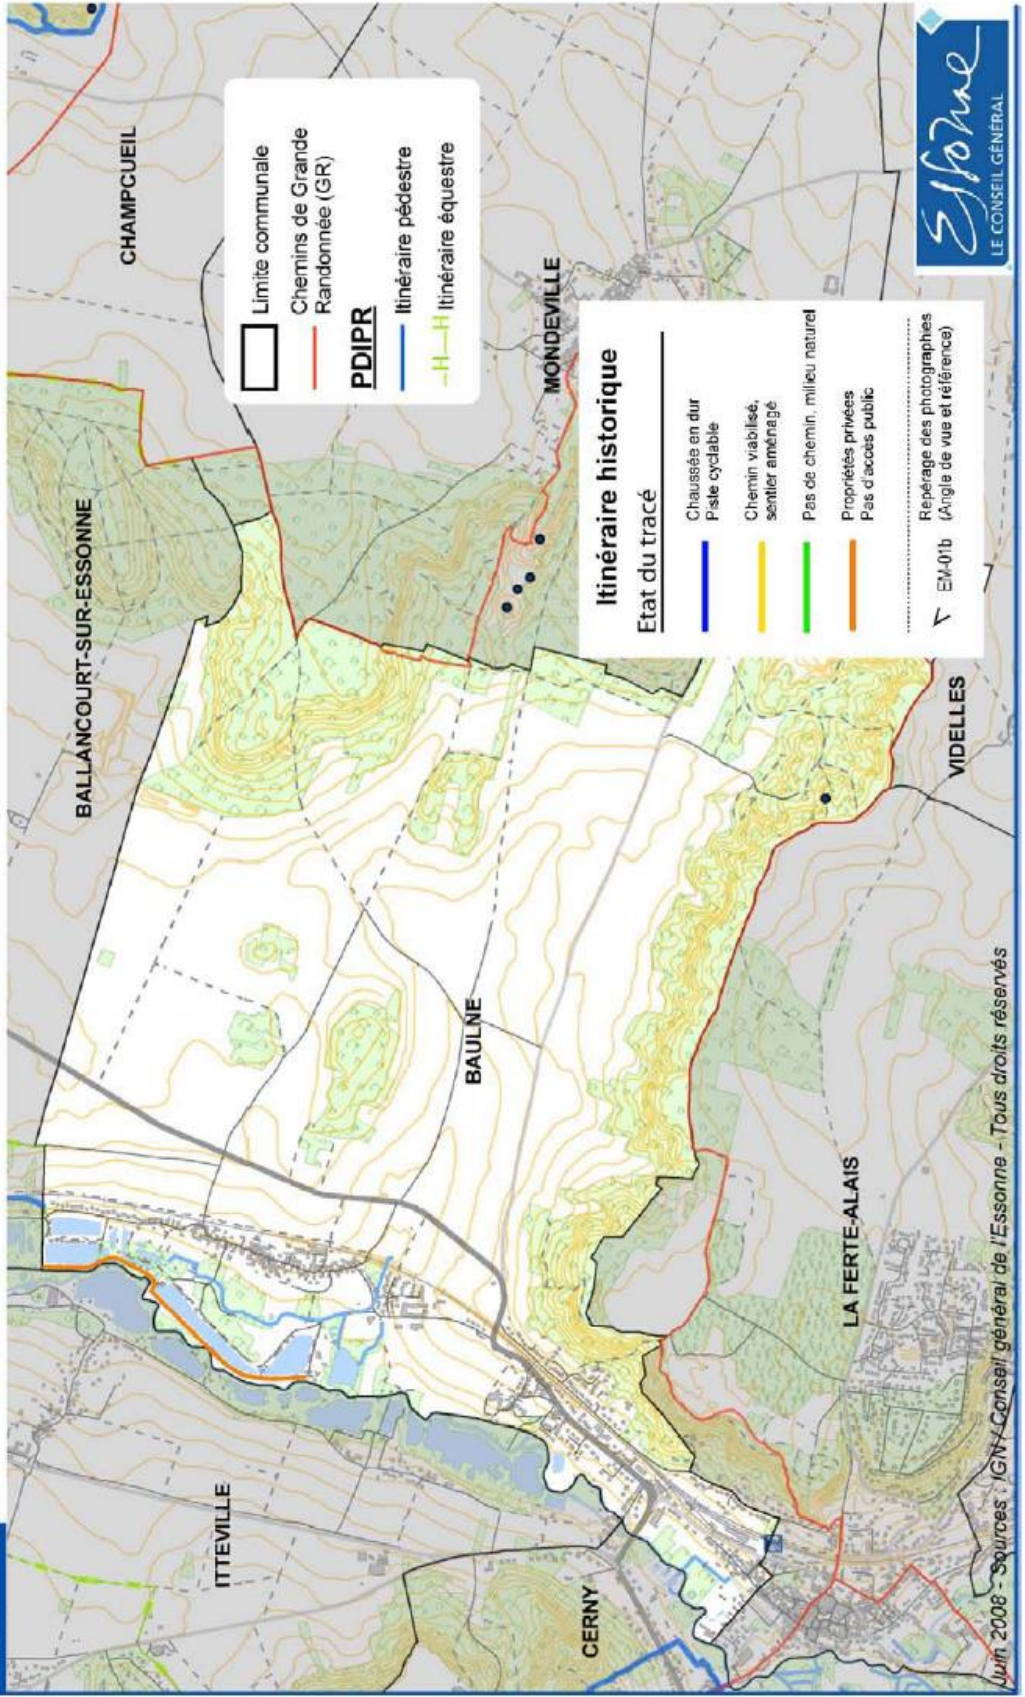 CHAMPCUEIL
BALLANCOURT-SUR-ESSONNE
MONDEVILLE
BAULNE
VIDELLES
LA FERTE-ALAIS
ITTEVILLE
CERNY
Limite communale
Chemins de Grande
Randonnée (GR)
PDIPR
Itinéraire pédestre
-H—H Itinéraire équestre
Itinéraire historique
Etat du tracé
Chaussée en dur
Piste cyclable
Chemin viabilisé,
sentier aménagé
Pas de chemin, milieu naturel
Propriétés privées
Pas d'accès public
Repérage des photographies
EM-01b (Angle de vue et référence)
Essonne
LE CONSEIL GÉNÉRAL
Juin 2008 - Sources : IGN / Conseil général de l'Essonne - Tous droits réservés